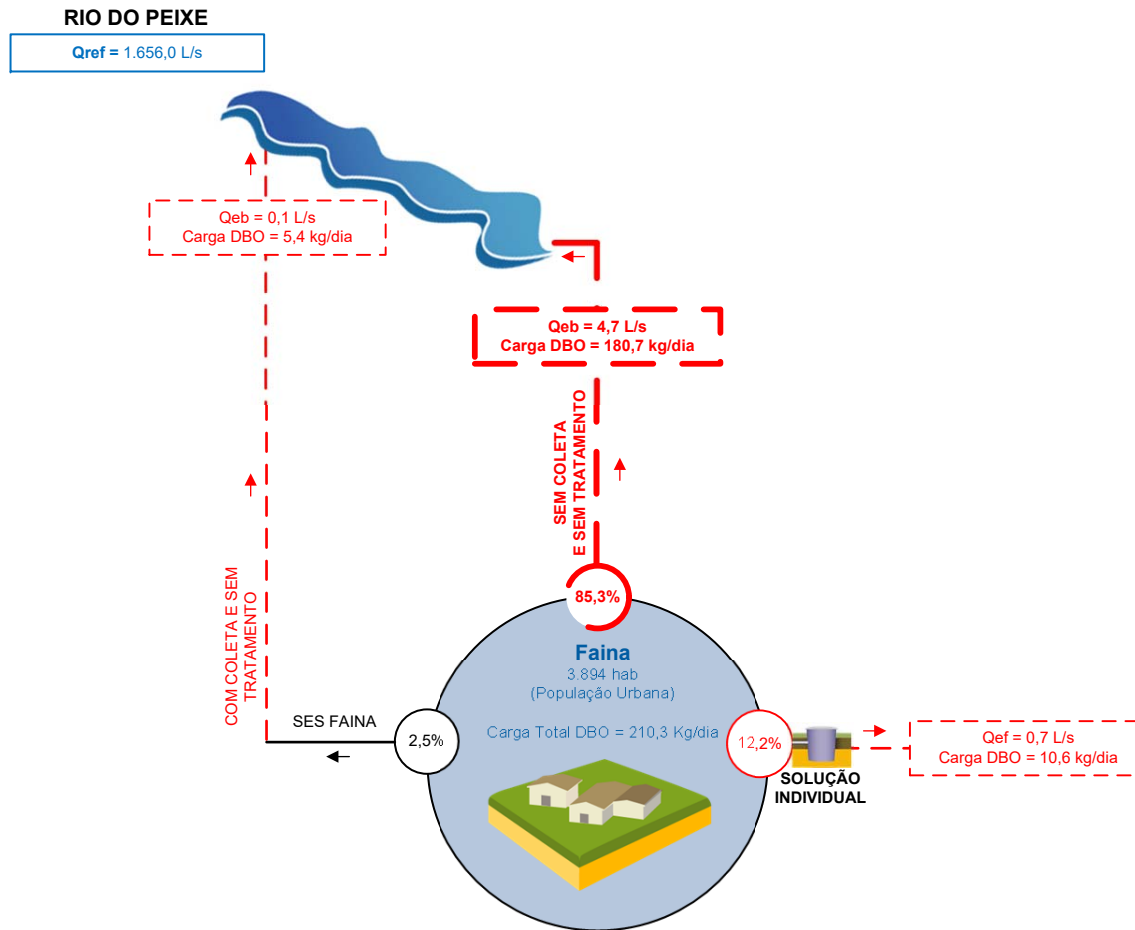 RIO DO PEIXE
Qref = 1.656,0 L/s
Qeb = 0,1 L/s
Carga DBO = 5,4 kg/dia
Qeb = 4,7 L/s
Carga DBO = 180,7 kg/dia
SEM COLETA
E SEM TRATAMENTO
COM COLETA E SEM
TRATAMENTO
85,3%
Faina
3.894 hab
(População Urbana)
Carga Total DBO = 210,3 Kg/dia
SES FAINA
2,5%
12,2%
SOLUÇÃO
INDIVIDUAL
Qef = 0,7 L/s
Carga DBO = 10,6 kg/dia